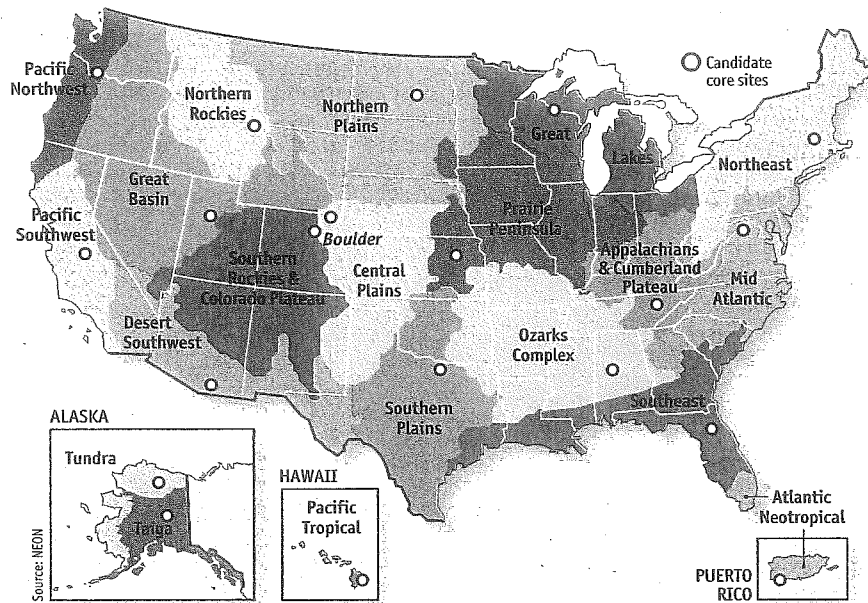 Candidate
core sites
Pacific
Northwest
Northern
Rockies
Northern
Plains
Great
Lakes
Northeast
Great
Basin
Pacific
Southwest
Boulder
Prairie
Peninsula
Southern
Rockies &
Colorado Plateau
Central
Plains
Appalachians
& Cumberland
Plateau
Mid
Atlantic
Desert
Southwest
Ozarks
Complex
Southern
Plains
Southeast
ALASKA
Tundra
Taiga
HAWAII
Pacific
Tropical
Atlantic
Neotropical
PUERTO
RICO
Source: NEON